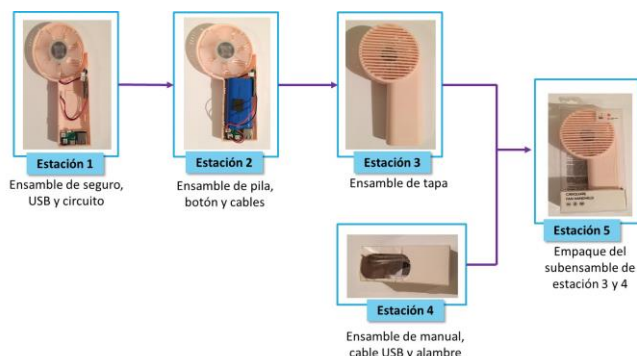 Estación 1
Ensamble de seguro,
USB y circuito
Estación 2
Ensamble de pila,
botón y cables
Estación 3
Ensamble de tapa
Estación 4
Ensamble de manual,
cable USB y alambre
Estación 5
Empaque del
subensamble de
estación 3 y 4